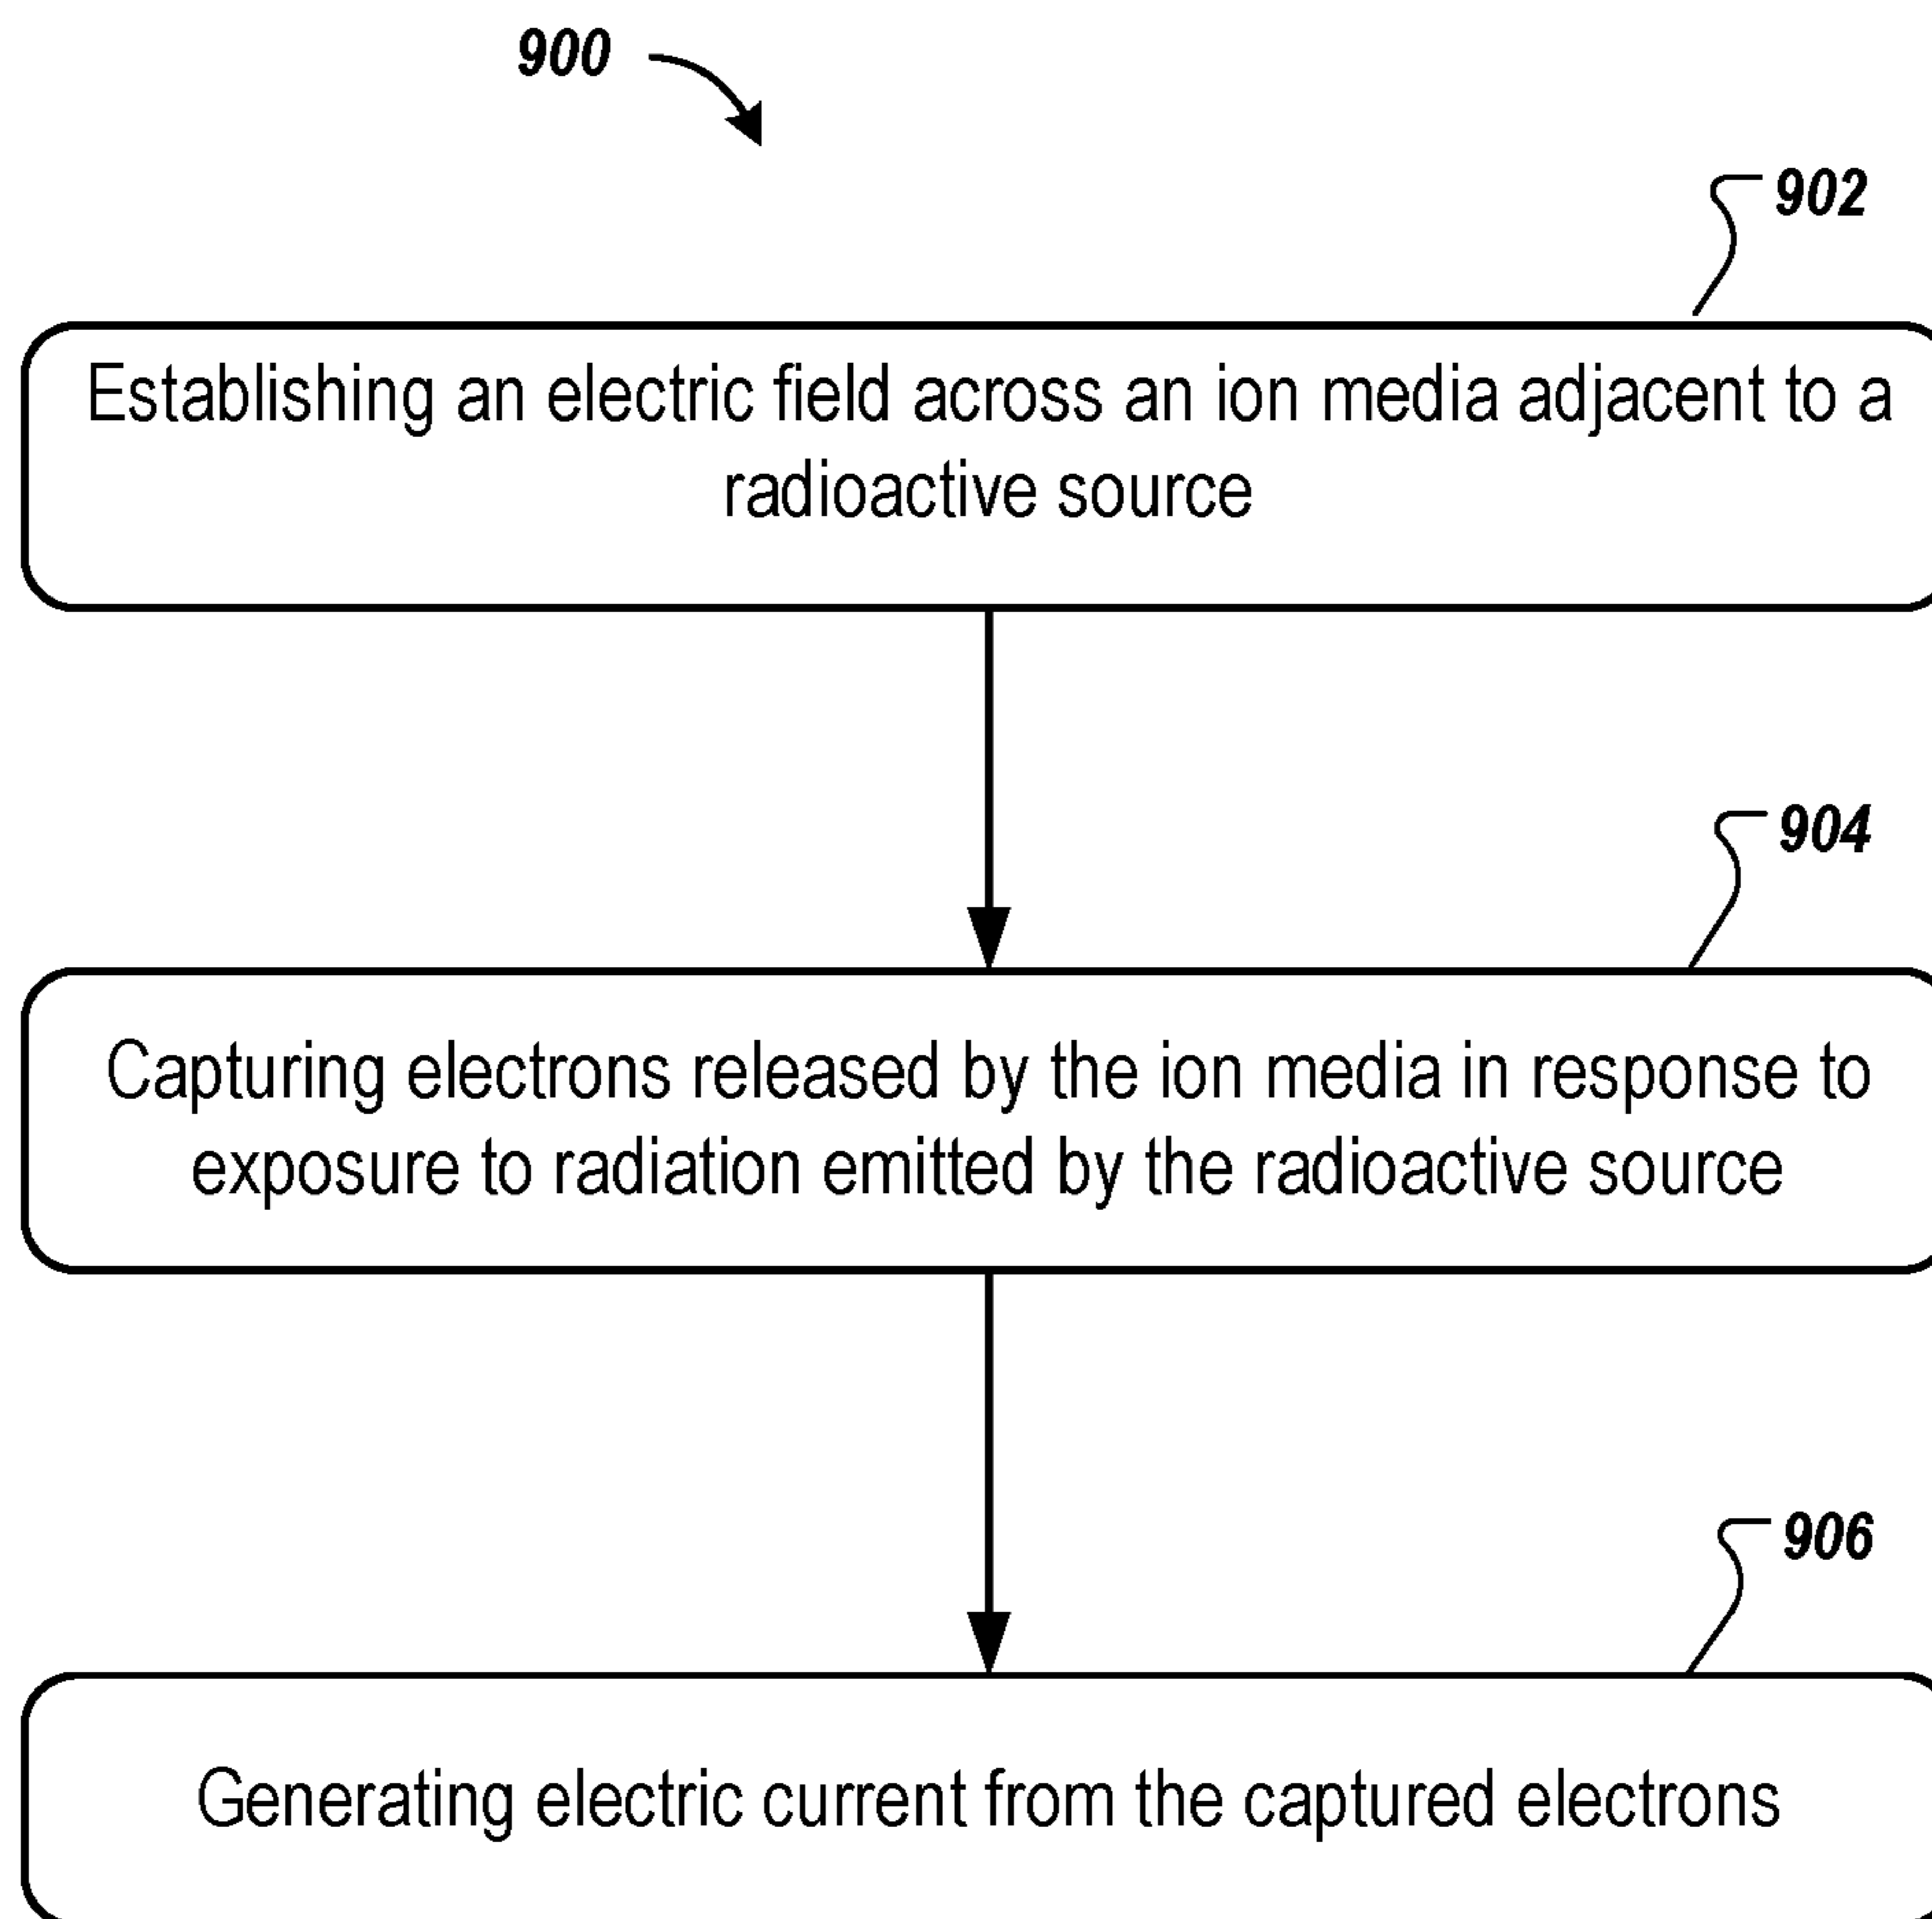 900
902
Establishing an electric field across an ion media adjacent to a
radioactive source
904
Capturing electrons released by the ion media in response to
exposure to radiation emitted by the radioactive source
906
Generating electric current from the captured electrons